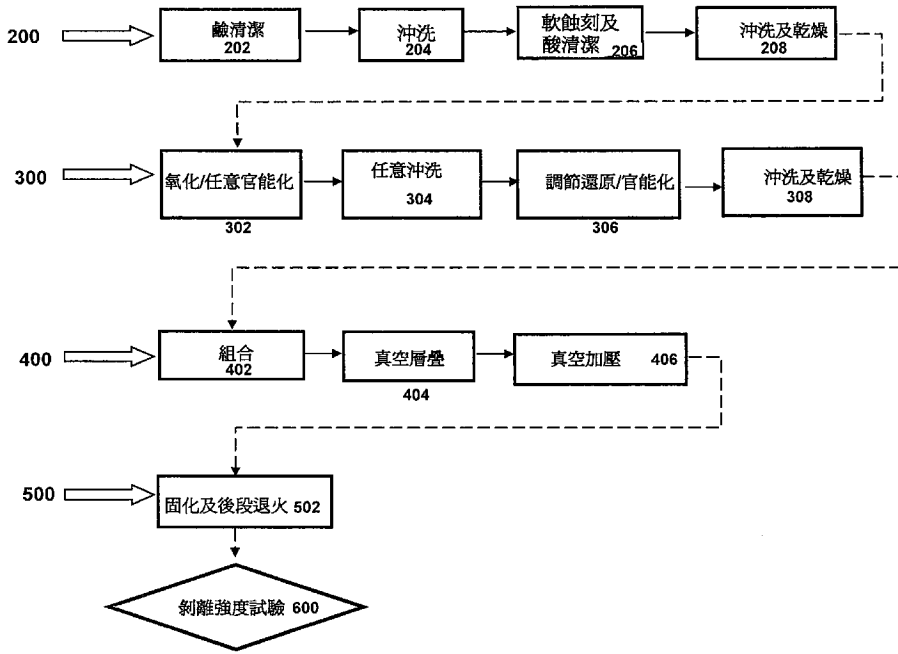 200
鹼清潔
202
沖洗
204
軟蝕刻及
酸清潔 206
沖洗及乾燥
208
300
氧化/任意官能化
302
任意沖洗
304
調節還原/官能化
306
沖洗及乾燥
308
400
組合
402
真空層疊
404
真空加壓 406
500
固化及後段退火 502
剝離強度試驗 600